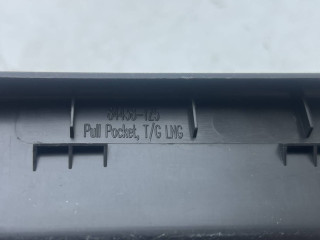 Pull Pocket, T/G LNG